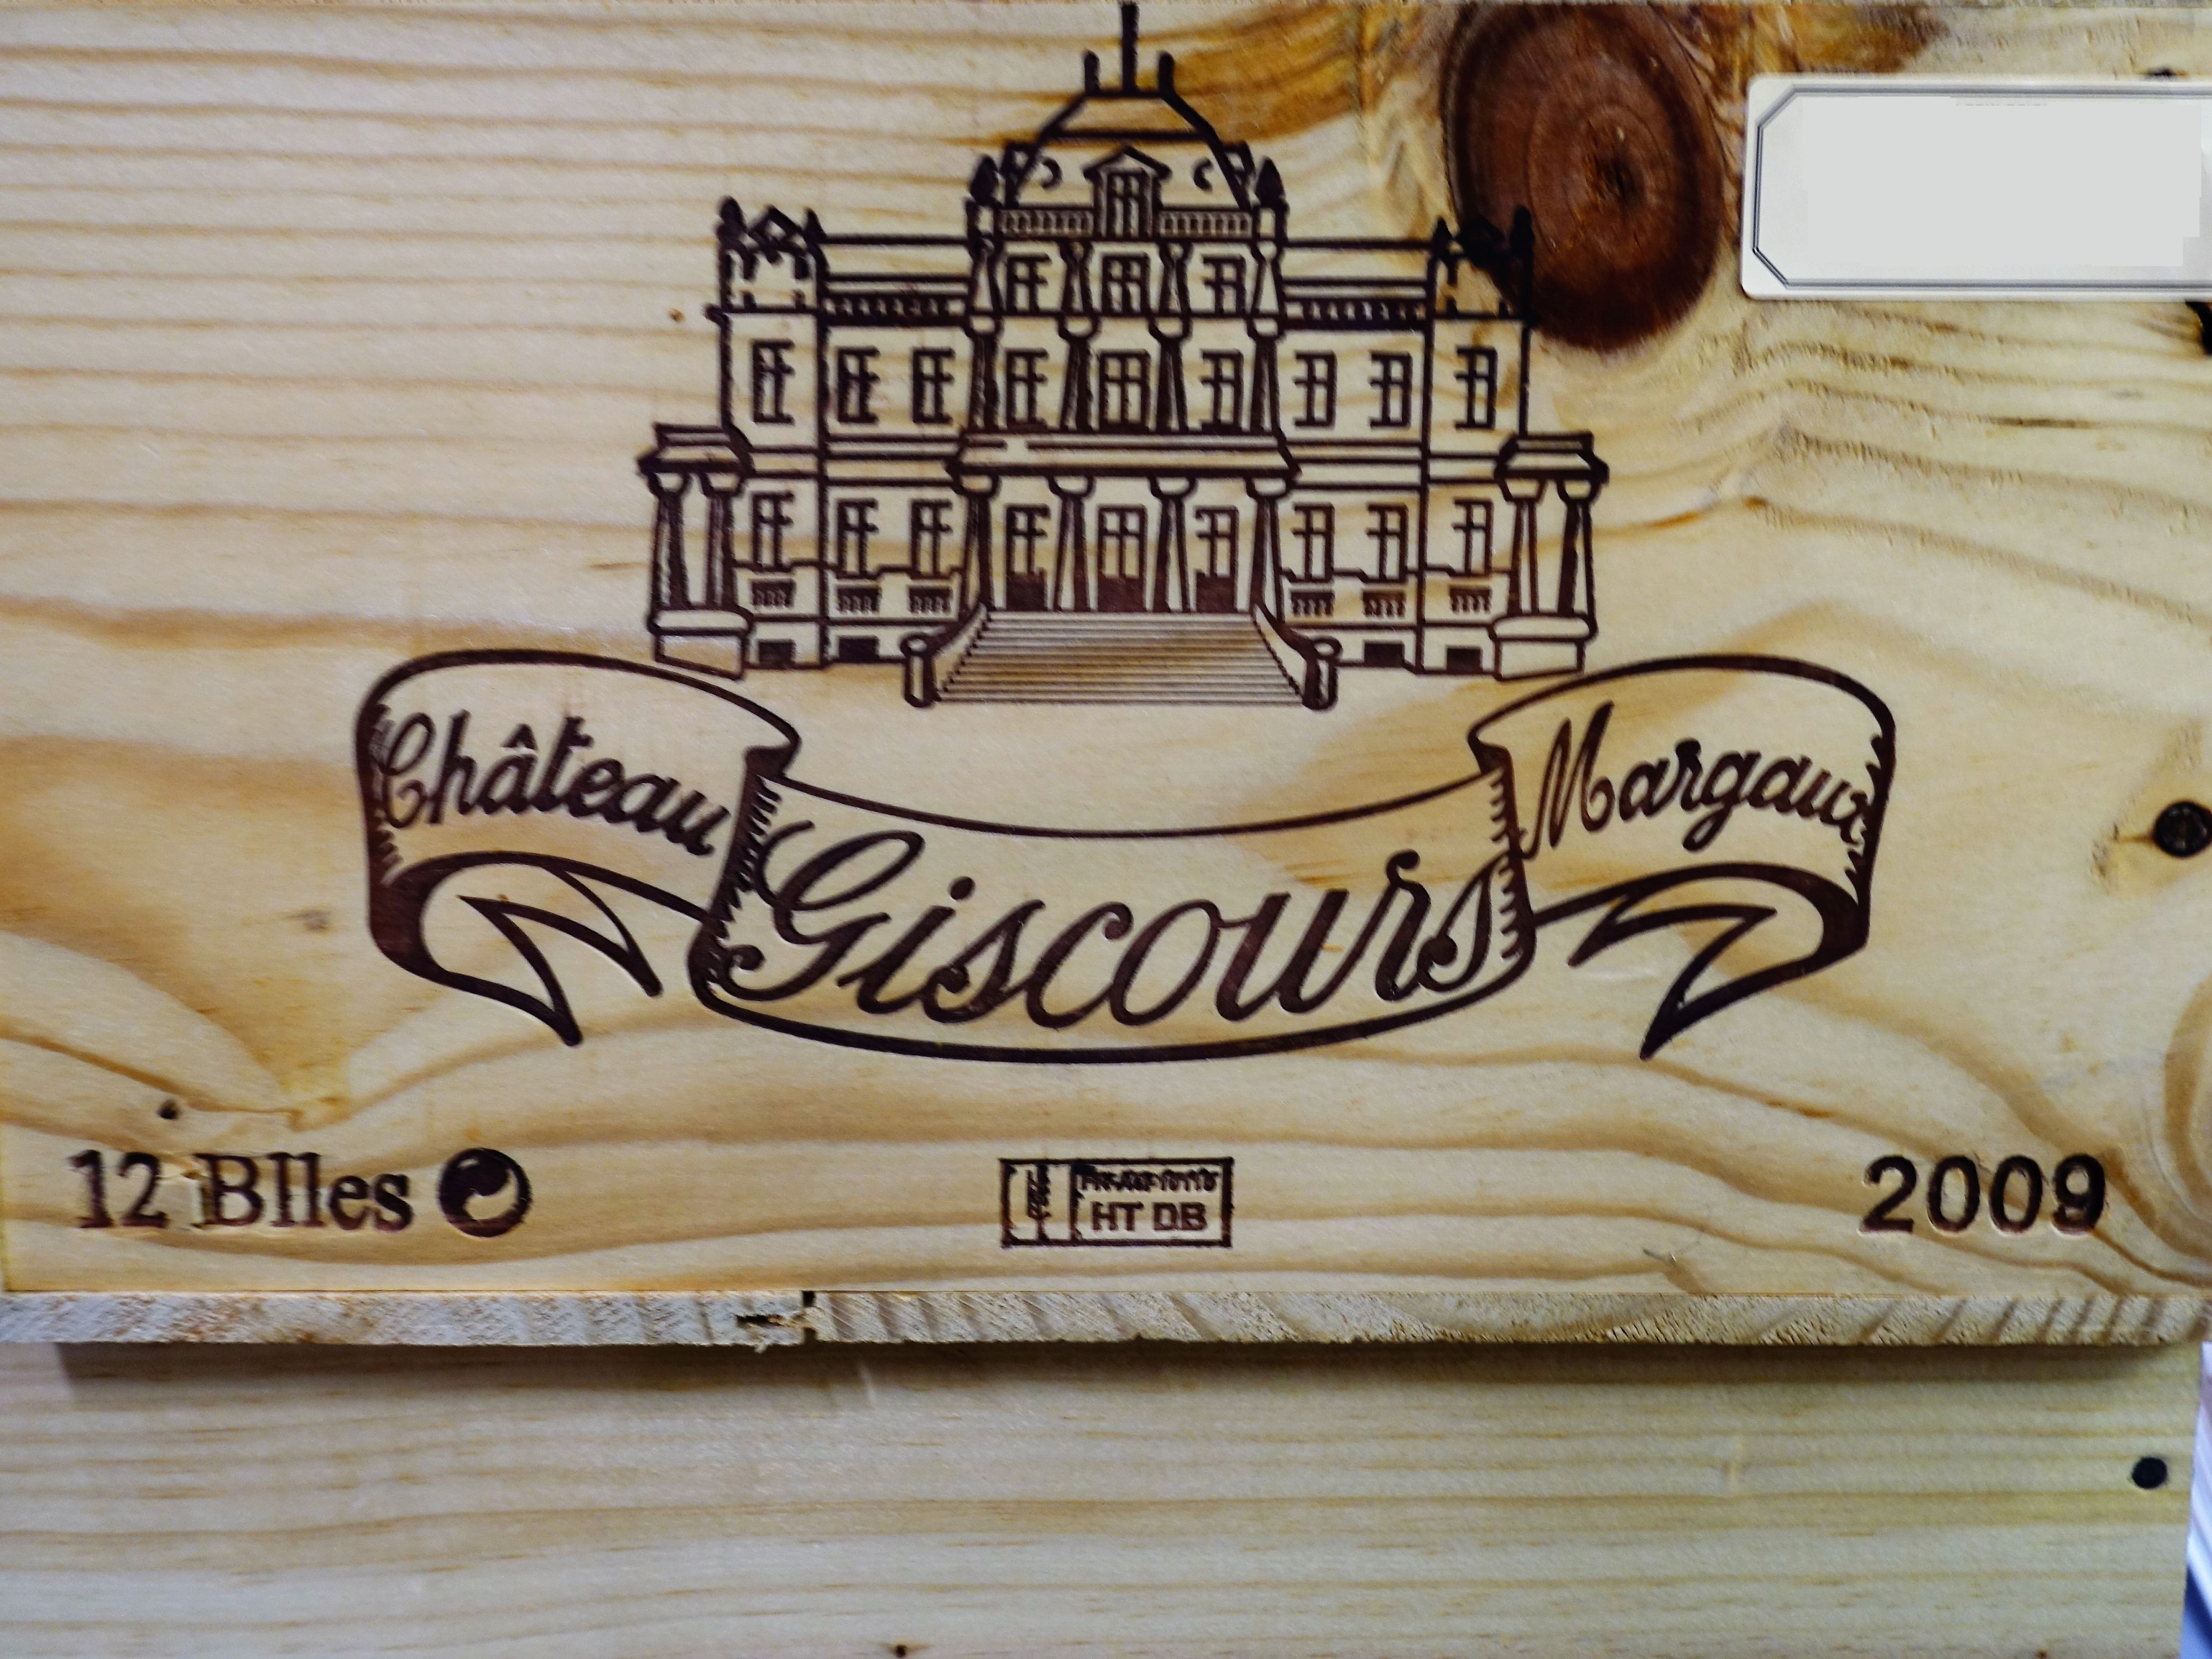 Château
Giscours
Margaux
12 Blles
HT DB
2009